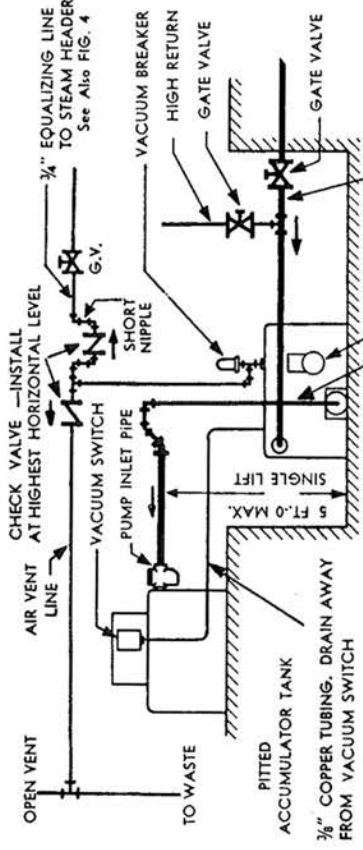 OPEN VENT
AIR VENT
LINE
CHECK VALVE —INSTALL
AT HIGHEST HORIZONTAL LEVEL
3/4" EQUALIZING LINE
TO STEAM HEADER
See Also FIG. 4
G.V.
SHORT
NIPPLE
VACUUM SWITCH
PUMP INLET PIPE
VACUUM BREAKER
HIGH RETURN
GATE VALVE
GATE VALVE
TO WASTE
5 FT.-0 MAX.
SINGLE LIFT
PITTED
ACCUMULATOR TANK
3/8" COPPER TUBING. DRAIN AWAY
FROM VACUUM SWITCH